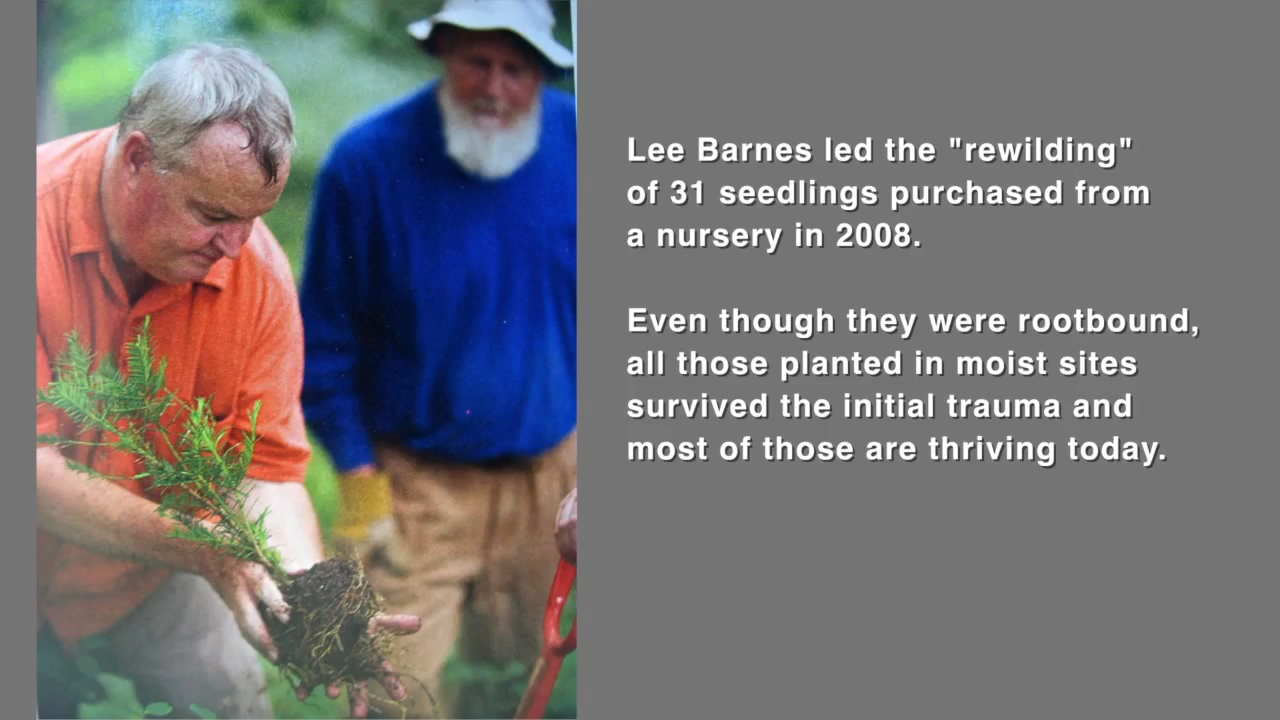 Lee Barnes led the "rewilding"
of 31 seedlings purchased from
a nursery in 2008.
Even though they were rootbound,
all those planted in moist sites
survived the initial trauma and
most of those are thriving today.